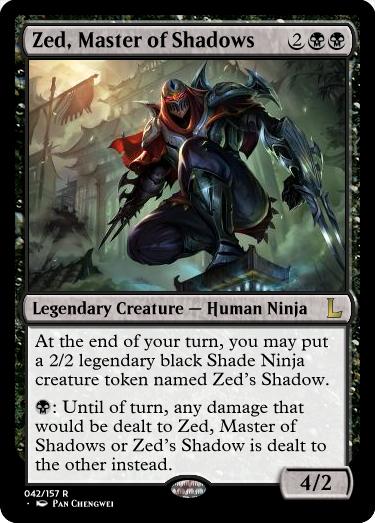 Zed, Master of Shadows 2
Legendary Creature — Human Ninja L
At the end of your turn, you may put
a 2/2 legendary black Shade Ninja
creature token named Zed's Shadow.
: Until of turn, any damage that
would be dealt to Zed, Master of
Shadows or Zed's Shadow is dealt to
the other instead.
4/2
042/157 R
· Pan Chengwei